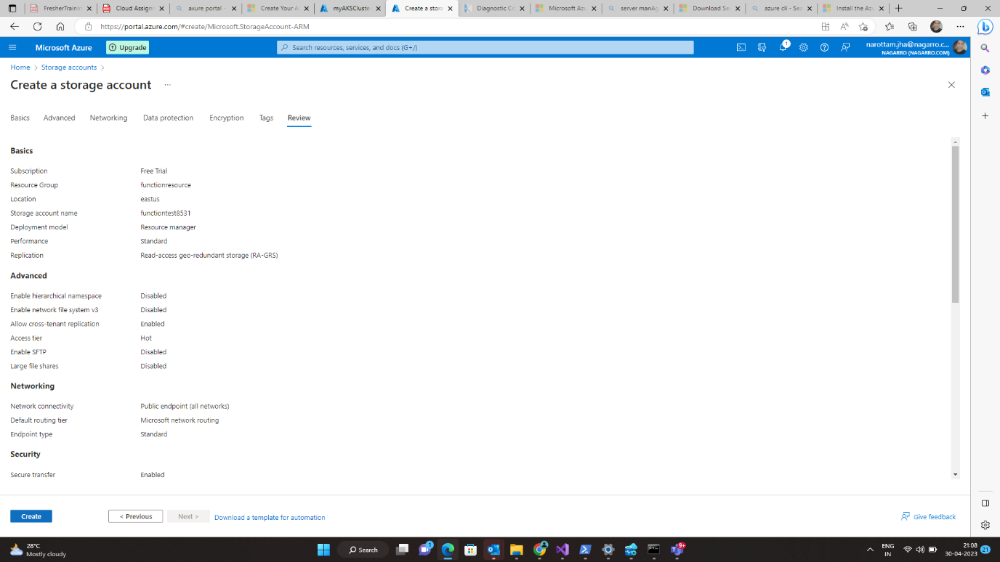 FresherTrainin
Cloud Assignm
axure portal -
Create Your A
myAKSCluster
Create a stora
Diagnostic Co
Microsoft Azu
server manAg
Download Ser
azure cli - Sea
Install the Azu
https://portal.azure.com/#create/Microsoft.StorageAccount-ARM
Microsoft Azure
Upgrade
Search resources, services, and docs (G+/)
1
narottam.jha@nagarro.c...
NAGARRO (NAGARRO.COM)
Home > Storage accounts >
Create a storage account ...
Basics Advanced Networking Data protection Encryption Tags Review
Basics
Subscription Free Trial
Resource Group functionresource
Location eastus
Storage account name functiontest8531
Deployment model Resource manager
Performance Standard
Replication Read-access geo-redundant storage (RA-GRS)
Advanced
Enable hierarchical namespace Disabled
Enable network file system v3 Disabled
Allow cross-tenant replication Enabled
Access tier Hot
Enable SFTP Disabled
Large file shares Disabled
Networking
Network connectivity Public endpoint (all networks)
Default routing tier Microsoft network routing
Endpoint type Standard
Security
Secure transfer Enabled
Create
< Previous
Next >
Download a template for automation
Give feedback
28°C
Mostly cloudy
Search
1
9+
ENG
IN
21:08
30-04-2023
21